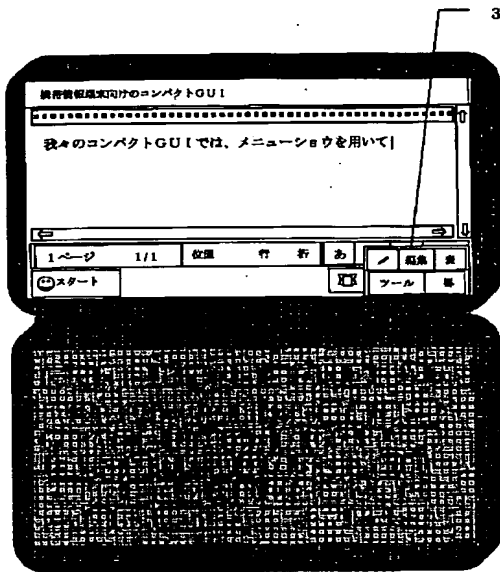 3
携帯情報端末向けのコンパクトGUI
我々のコンパクトGUIでは、メニューショウを用いて
1ページ 1/1 位置 行 桁 あ
編集 表
スタート
ツール